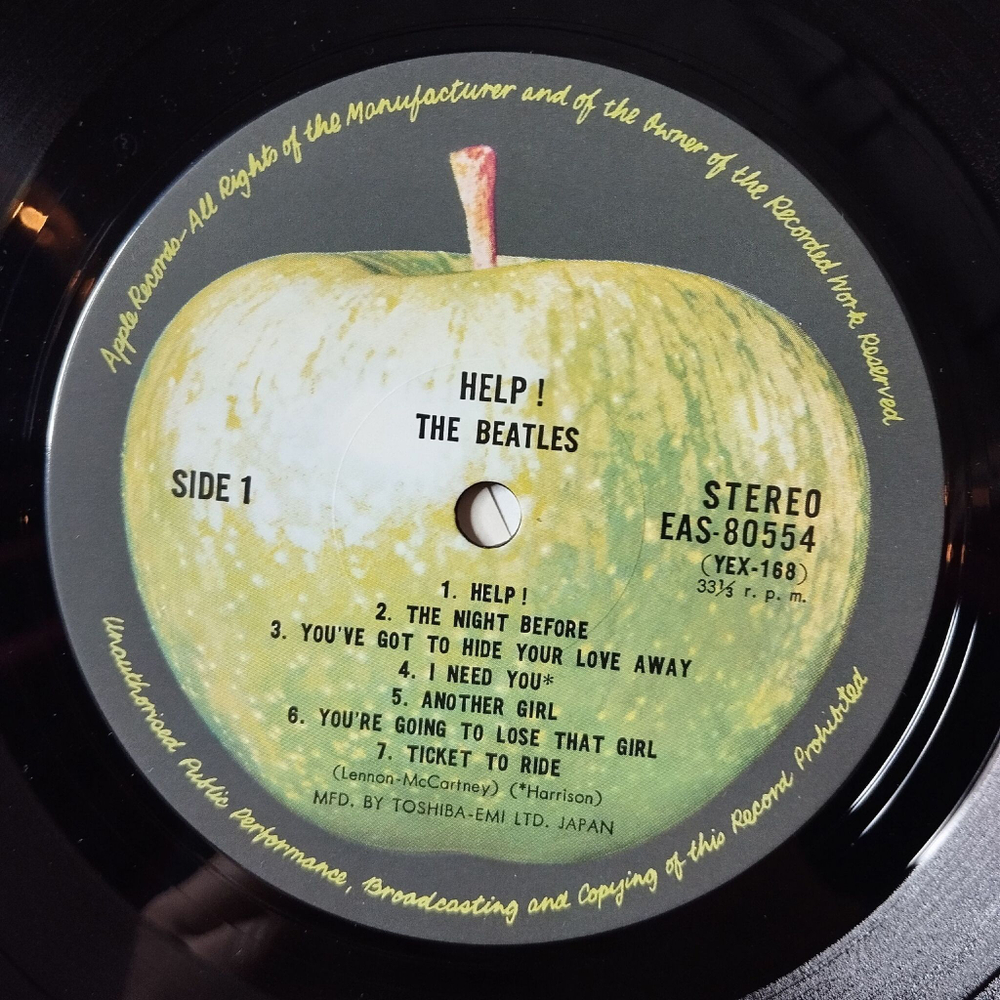 Apple Records-All Rights of the Manufacturer and of the Owner of the Recorded Work Reserved
HELP !
THE BEATLES
SIDE 1
STEREO
EAS-80554
(YEX-168)
33⅓ r. p. m.
1. HELP !
2. THE NIGHT BEFORE
3. YOU'VE GOT TO HIDE YOUR LOVE AWAY
4. I NEED YOU*
5. ANOTHER GIRL
6. YOU'RE GOING TO LOSE THAT GIRL
7. TICKET TO RIDE
(Lennon-McCartney) (*Harrison)
MFD. BY TOSHIBA-EMI LTD. JAPAN
Unauthorised Public Performance, Broadcasting and Copying of this Record Prohibited